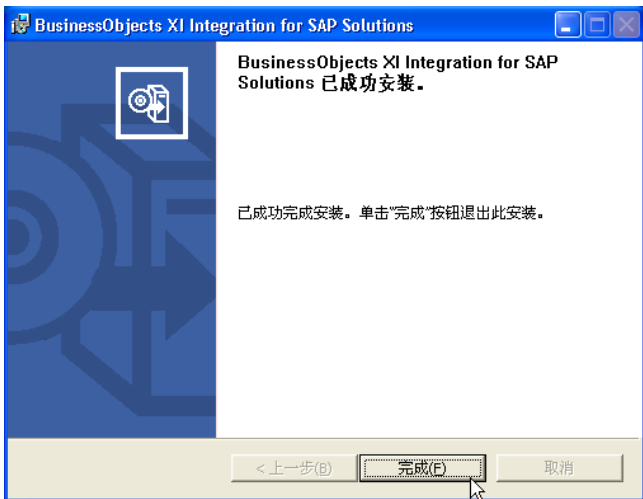 BusinessObjects XI Integration for SAP Solutions
BusinessObjects XI Integration for SAP
Solutions 已成功安装。
已成功完成安装。单击"完成"按钮退出此安装。
<上一步(B)
完成(F)
取消